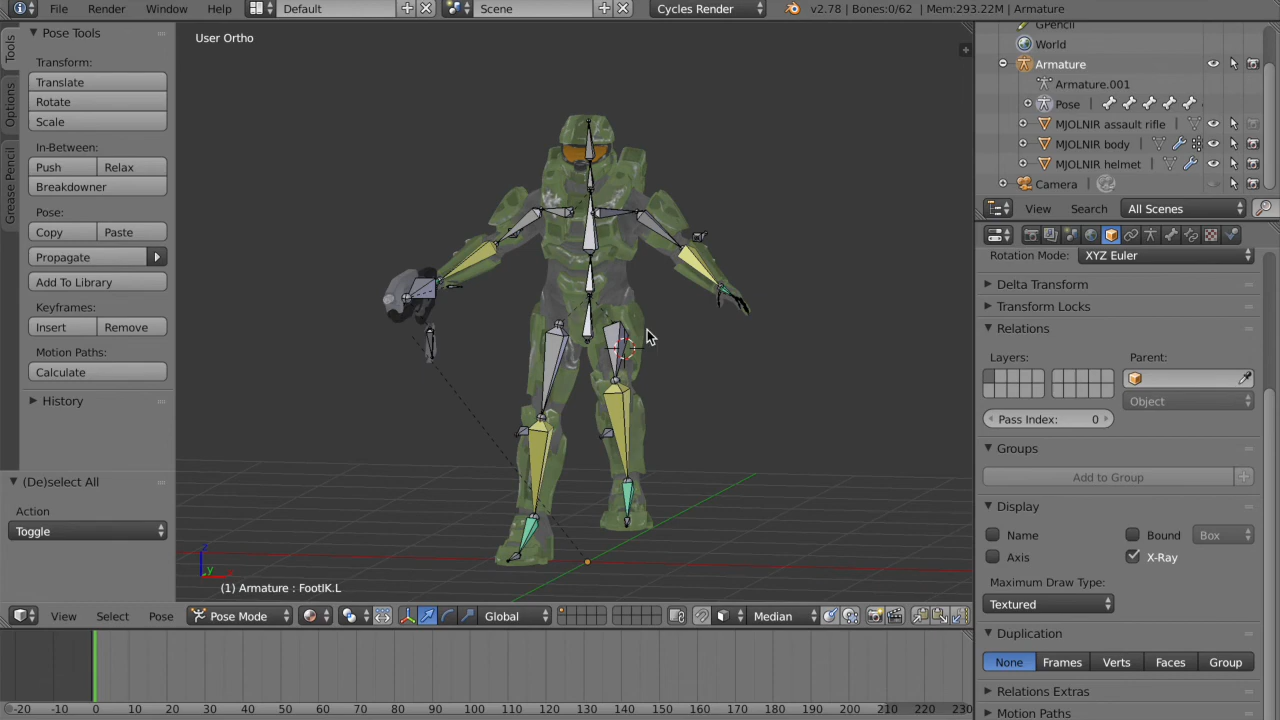 File Render Window Help Default Scene Cycles Render v2.78 | Bones:0/62 | Mem:293.22M | Armature
Tools
Options
Grease Pencil
Pose Tools
Transform:
Translate
Rotate
Scale
In-Between:
Push Relax
Breakdowner
Pose:
Copy Paste
Propagate
Add To Library
Keyframes:
Insert Remove
Motion Paths:
Calculate
History
(De)select All
Action
Toggle
User Ortho
z
y
x
(1) Armature : FootIK.L
View Select Pose Pose Mode Global Median
-20 -10 0 10 20 30 40 50 60 70 80 90 100 110 120 130 140 150 160 170 180 190 200 210 220 230
GPencil
World
Armature
Armature.001
Pose
MJOLNIR assault rifle
MJOLNIR body
MJOLNIR helmet
Camera
View Search All Scenes
Rotation Mode: XYZ Euler
Delta Transform
Transform Locks
Relations
Layers: Parent:
Object
Pass Index: 0
Groups
Add to Group
Display
Name Bound Box
Axis X-Ray
Maximum Draw Type:
Textured
Duplication
None Frames Verts Faces Group
Relations Extras
Motion Paths